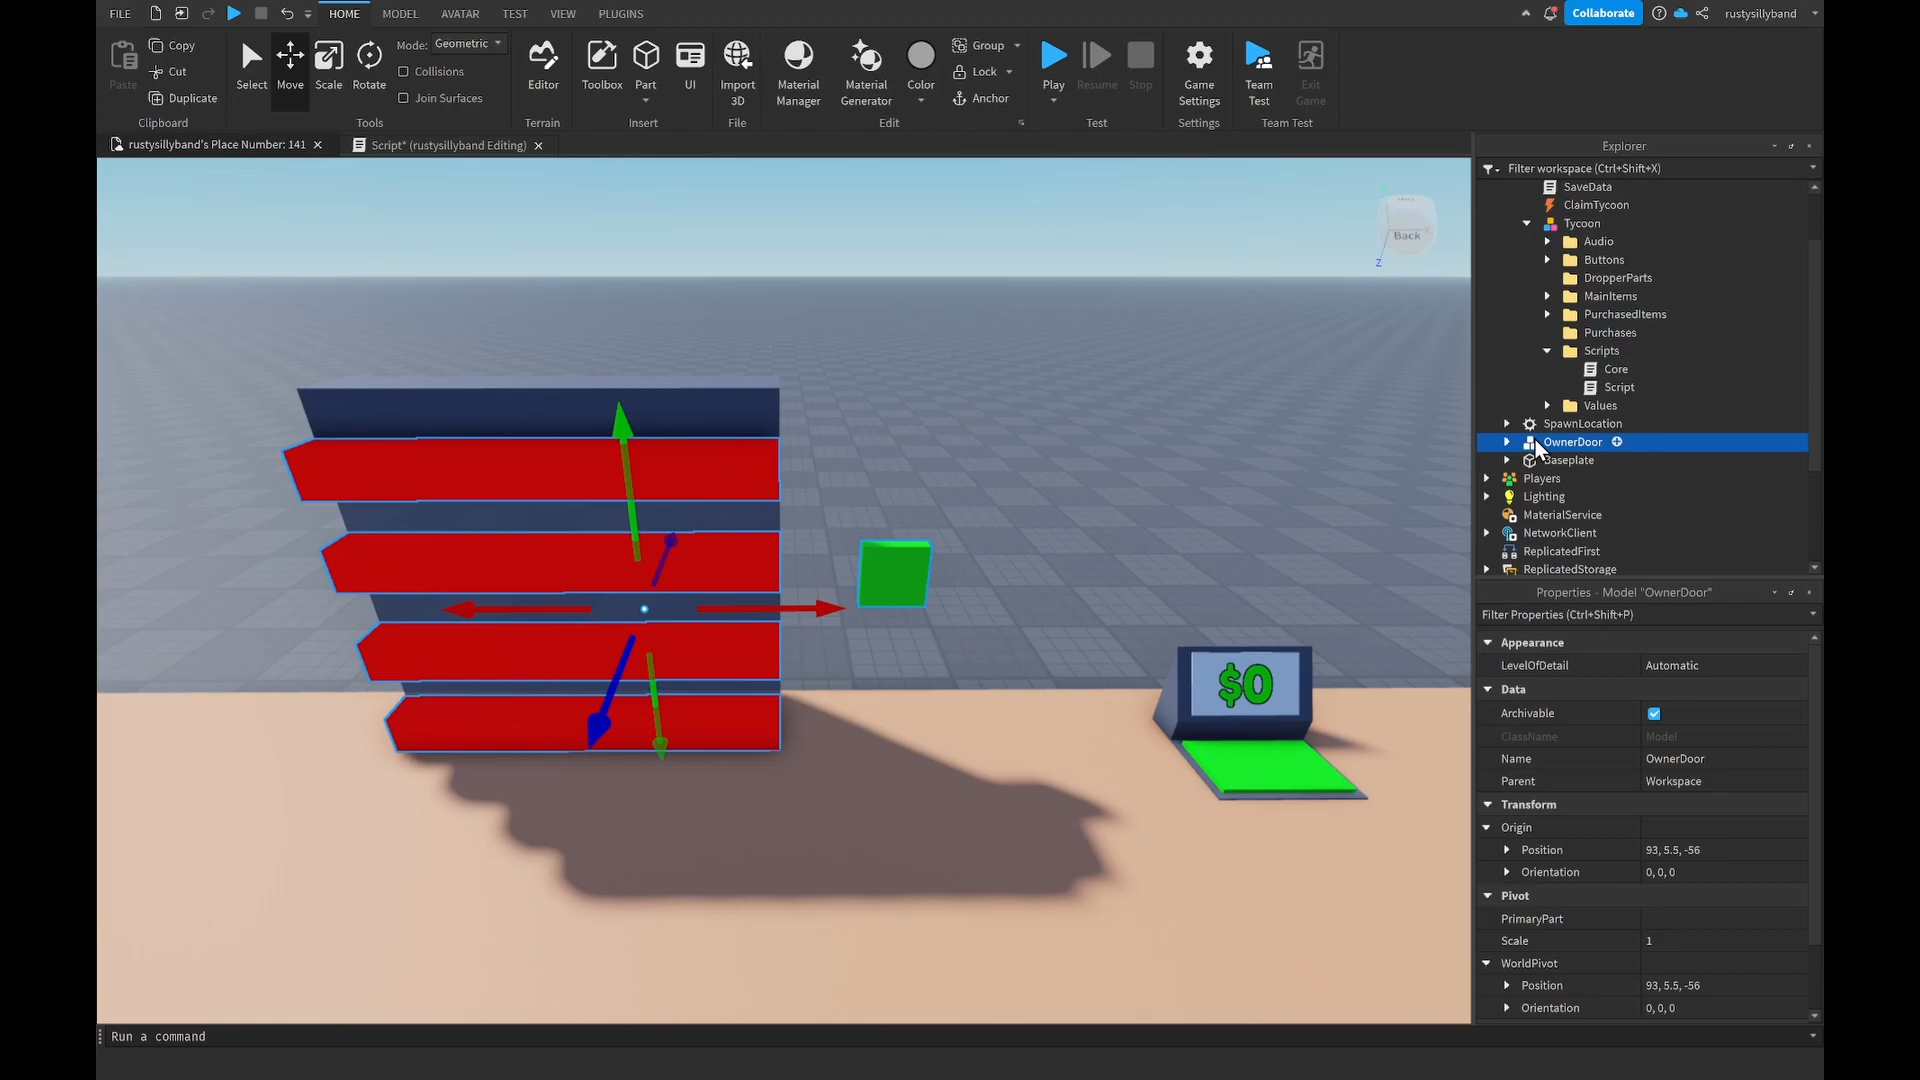 FILE
HOME
MODEL
AVATAR
TEST
VIEW
PLUGINS
Collaborate
rustysillyband
Paste
Copy
Cut
Duplicate
Clipboard
Select
Move
Scale
Rotate
Mode: Geometric
Collisions
Join Surfaces
Tools
Editor
Terrain
Toolbox
Part
UI
Insert
Import
3D
File
Material
Manager
Material
Generator
Color
Group
Lock
Anchor
Edit
Play
Resume
Stop
Test
Game
Settings
Settings
Team
Test
Exit
Game
Team Test
rustysillyband's Place Number: 141
Script* (rustysillyband Editing)
Back
Z
$0
Explorer
Filter workspace (Ctrl+Shift+X)
SaveData
ClaimTycoon
Tycoon
Audio
Buttons
DropperParts
MainItems
PurchasedItems
Purchases
Scripts
Core
Script
Values
SpawnLocation
OwnerDoor
Baseplate
Players
Lighting
MaterialService
NetworkClient
ReplicatedFirst
ReplicatedStorage
Properties - Model "OwnerDoor"
Filter Properties (Ctrl+Shift+P)
Appearance
LevelOfDetail Automatic
Data
Archivable
ClassName Model
Name OwnerDoor
Parent Workspace
Transform
Origin
Position 93, 5.5, -56
Orientation 0, 0, 0
Pivot
PrimaryPart
Scale 1
WorldPivot
Position 93, 5.5, -56
Orientation 0, 0, 0
Run a command